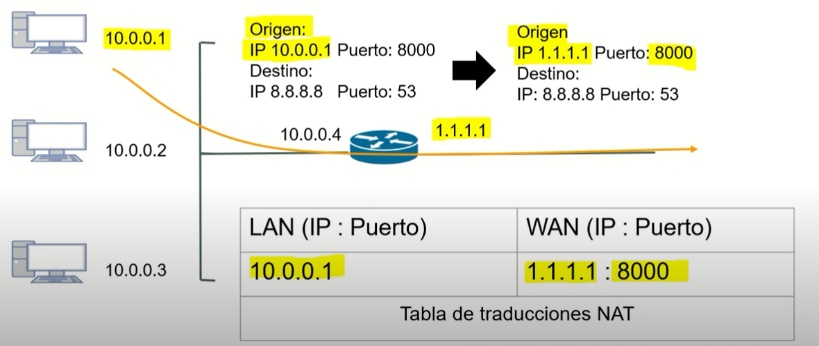 10.0.0.1
Origen:
IP 10.0.0.1 Puerto: 8000
Destino:
IP 8.8.8.8 Puerto: 53
Origen
IP 1.1.1.1 Puerto: 8000
Destino:
IP: 8.8.8.8 Puerto: 53
10.0.0.2
10.0.0.4
1.1.1.1
10.0.0.3
LAN (IP : Puerto)
WAN (IP : Puerto)
10.0.0.1
1.1.1.1 : 8000
Tabla de traducciones NAT